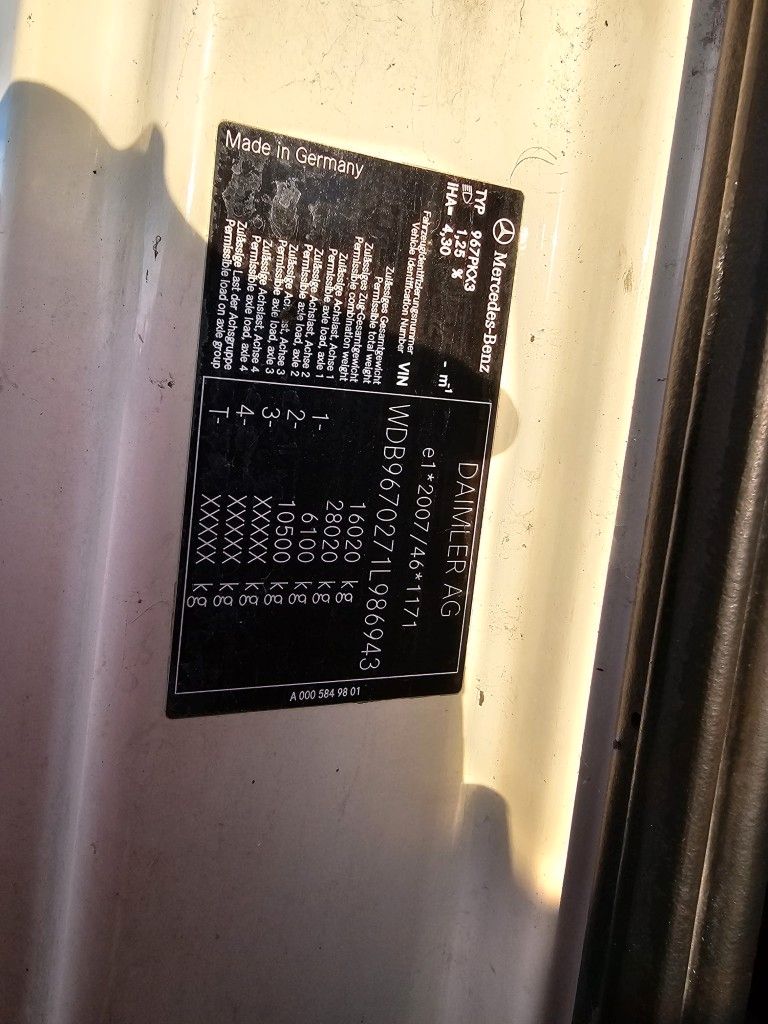 Mercedes-Benz
TYP 967PKX3
1,25 %
IHA= 4,30 - m⁻¹
DAIMLER AG
e1*2007/46*1171
Fahrzeugidentifizierungsnummer
Vehicle Identification Number VIN
WDB9670271L986943
Zulässiges Gesamtgewicht
Permissible total weight 16020 kg
Zulässiges Zug-Gesamtgewicht
Permissible combination weight 28020 kg
Zulässige Achslast, Achse 1
Permissible axle load, axle 1 1- 6100 kg
Zulässige Achslast, Achse 2
Permissible axle load, axle 2 2- 10500 kg
Zulässige Achslast, Achse 3
Permissible axle load, axle 3 3- XXXXX kg
Zulässige Achslast, Achse 4
Permissible axle load, axle 4 4- XXXXX kg
Zulässige Last der Achsgruppe
Permissible load on axle group T- XXXXX kg
Made in Germany
A 000 584 98 01